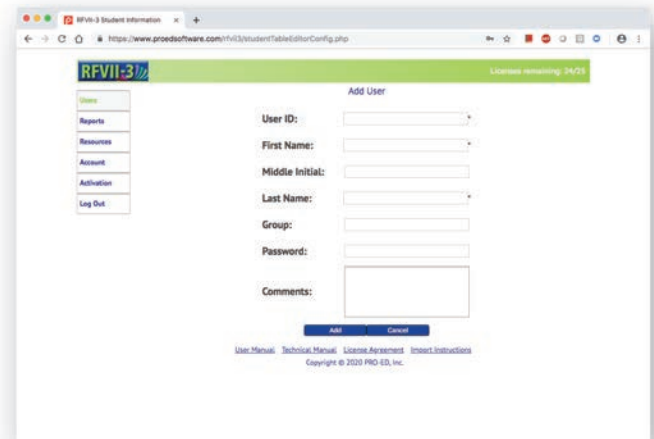 RFVII-3 Student Information
https://www.proedsoftware.com/rfvii3/studentTableEditorConfig.php
RFVII-3
Licenses remaining: 24/25
Add User
Users
Reports
Resources
Account
Activation
Log Out
User ID: *
First Name: *
Middle Initial:
Last Name: *
Group:
Password:
Comments:
Add Cancel
User Manual Technical Manual License Agreement Import Instructions
Copyright © 2020 PRO-ED, Inc.